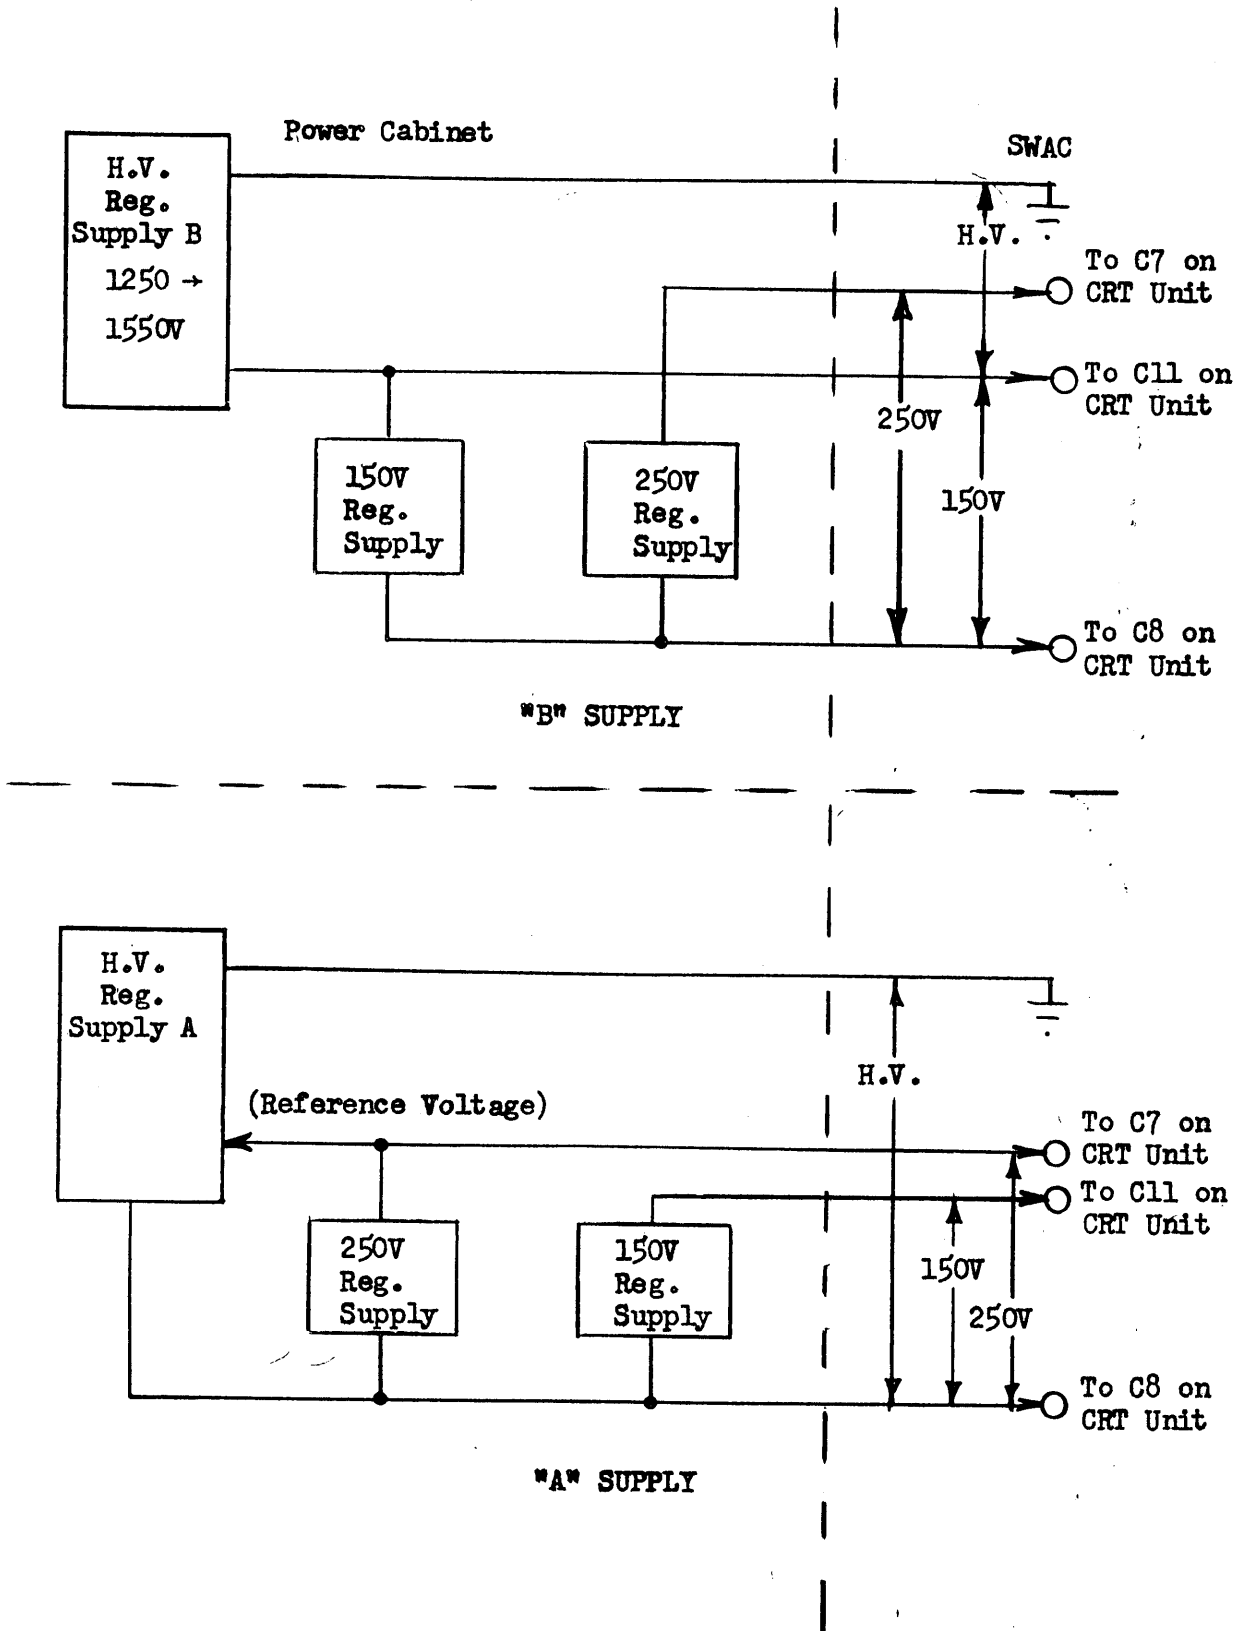 Power Cabinet
SWAC
H.V.
Reg.
Supply B
1250 →
1550V
H.V.
To C7 on
CRT Unit
To C11 on
CRT Unit
250V
150V
Reg.
Supply
250V
Reg.
Supply
150V
To C8 on
CRT Unit
"B" SUPPLY
H.V.
Reg.
Supply A
H.V.
(Reference Voltage)
To C7 on
CRT Unit
To C11 on
CRT Unit
250V
Reg.
Supply
150V
Reg.
Supply
150V
250V
To C8 on
CRT Unit
"A" SUPPLY